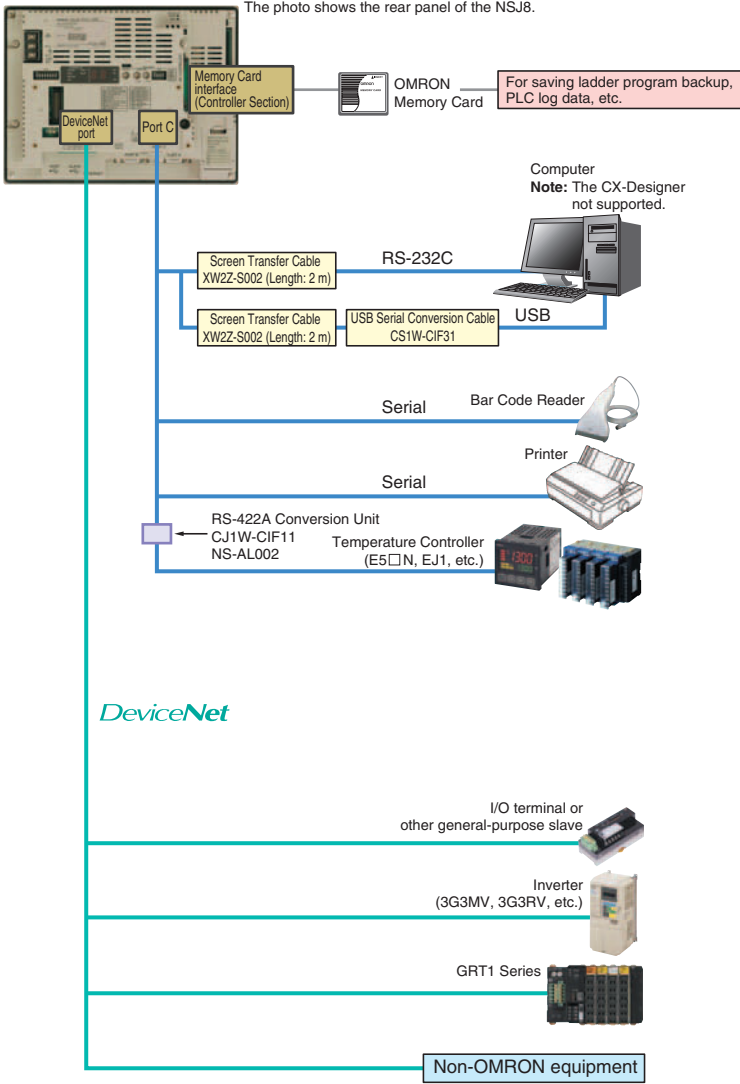 The photo shows the rear panel of the NSJ8.
Memory Card
interface
(Controller Section)
OMRON
Memory Card
For saving ladder program backup,
PLC log data, etc.
DeviceNet
port
Port C
Computer
Note: The CX-Designer
not supported.
Screen Transfer Cable
XW2Z-S002 (Length: 2 m)
RS-232C
Screen Transfer Cable
XW2Z-S002 (Length: 2 m)
USB Serial Conversion Cable
CS1W-CIF31
USB
Serial
Bar Code Reader
Printer
Serial
RS-422A Conversion Unit
CJ1W-CIF11
NS-AL002
Temperature Controller
(E5□N, EJ1, etc.)
1300
DeviceNet
I/O terminal or
other general-purpose slave
Inverter
(3G3MV, 3G3RV, etc.)
GRT1 Series
Non-OMRON equipment